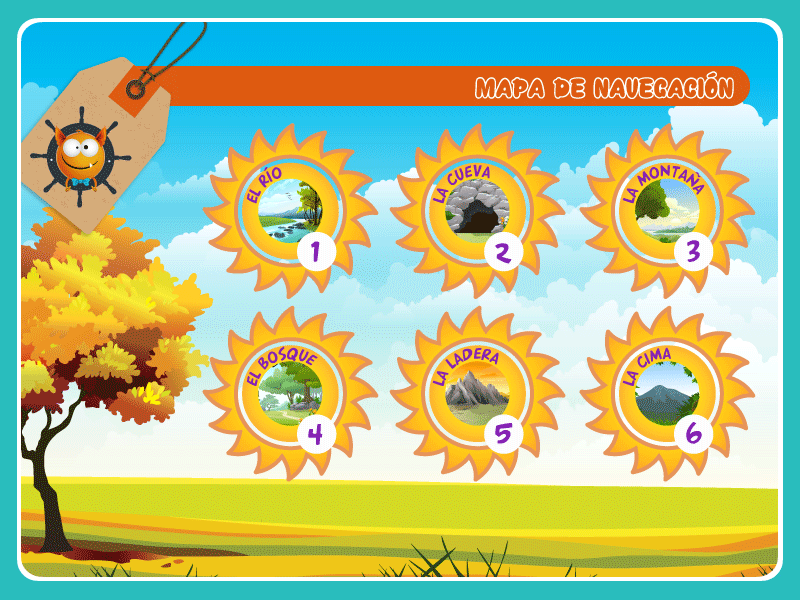 MAPA DE NAVEGACIÓN
EL RÍO
1
LA CUEVA
2
LA MONTAÑA
3
EL BOSQUE
4
LA LADERA
5
LA CIMA
6